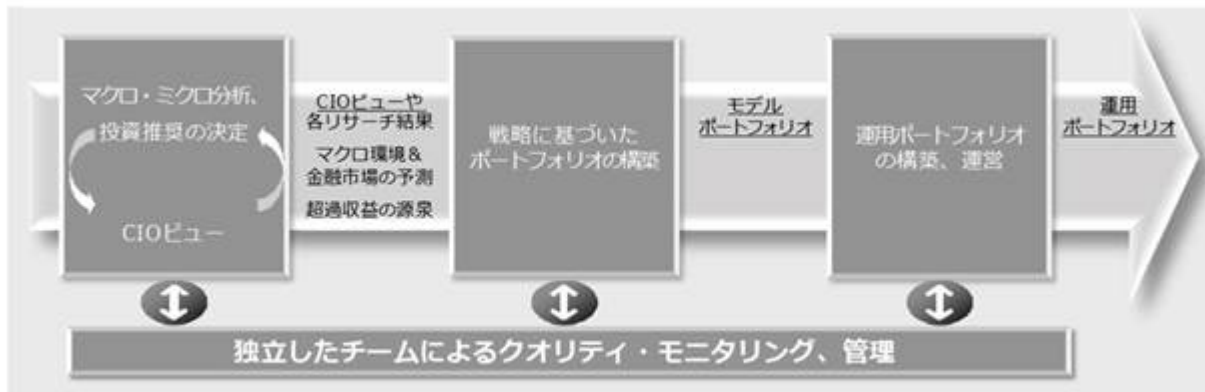 マクロ・ミクロ分析、
投資推奨の決定
CIOビュー
CIOビューや
各リサーチ結果
マクロ環境＆
金融市場の予測
超過収益の源泉
戦略に基づいた
ポートフォリオの構築
モデル
ポートフォリオ
運用ポートフォリオ
の構築、運営
運用
ポートフォリオ
独立したチームによるクオリティ・モニタリング、管理